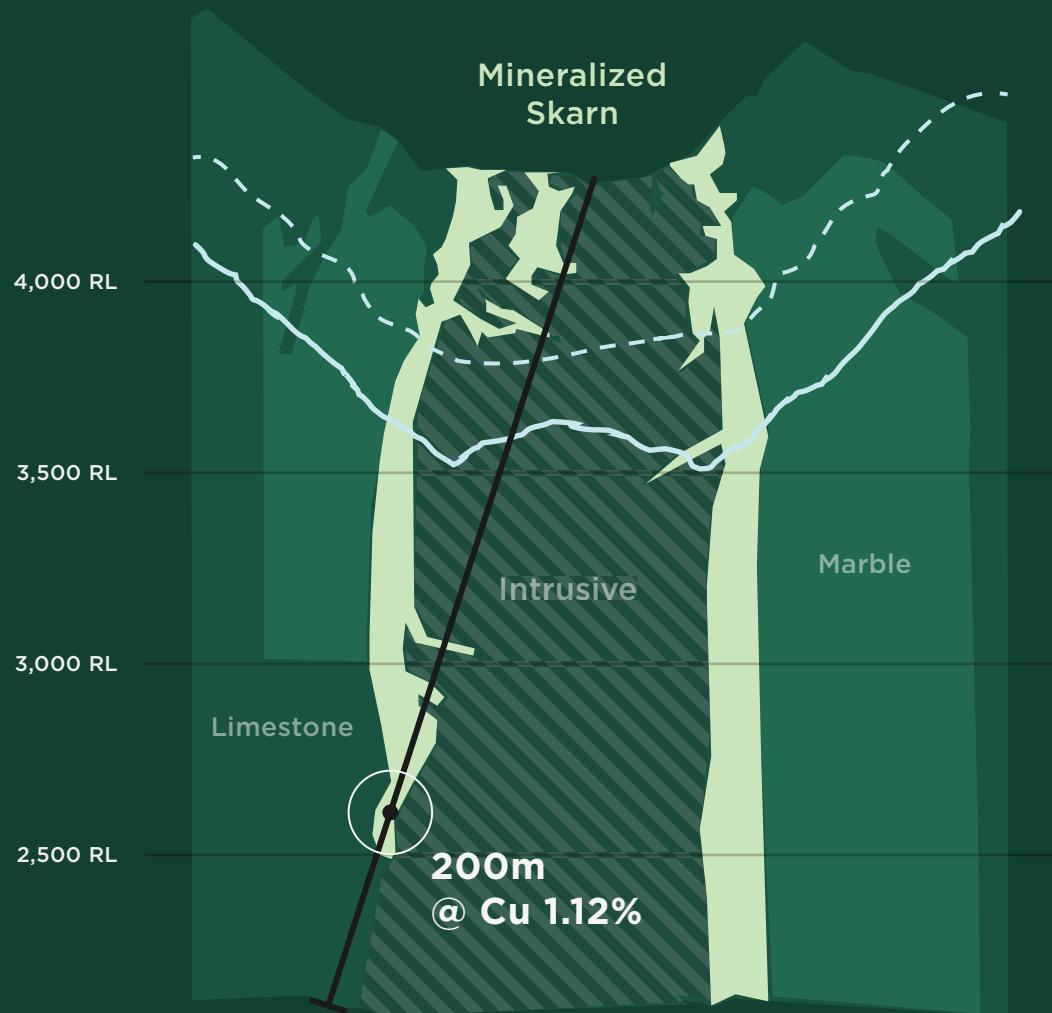 Mineralized
Skarn
4,000 RL
3,500 RL
Intrusive
Marble
3,000 RL
Limestone
2,500 RL
200m
@ Cu 1.12%